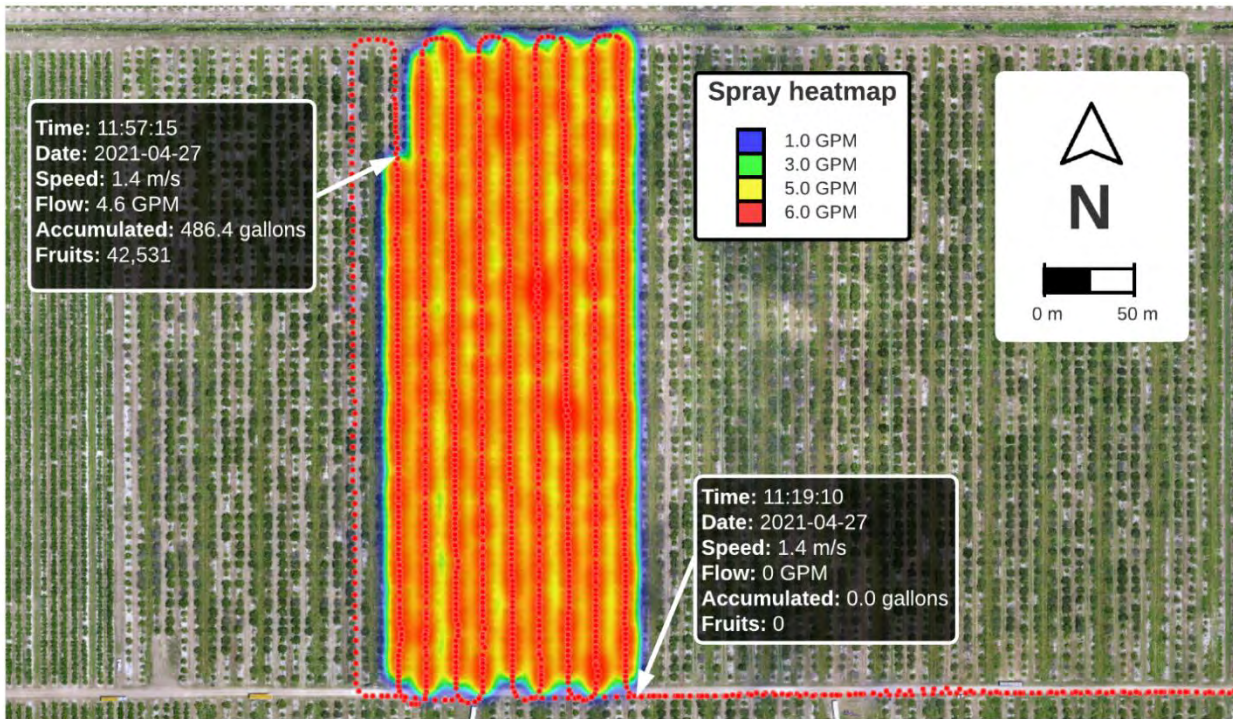 Time: 11:57:15
Date: 2021-04-27
Speed: 1.4 m/s
Flow: 4.6 GPM
Accumulated: 486.4 gallons
Fruits: 42,531
Spray heatmap
1.0 GPM
3.0 GPM
5.0 GPM
6.0 GPM
N
0 m 50 m
Time: 11:19:10
Date: 2021-04-27
Speed: 1.4 m/s
Flow: 0 GPM
Accumulated: 0.0 gallons
Fruits: 0